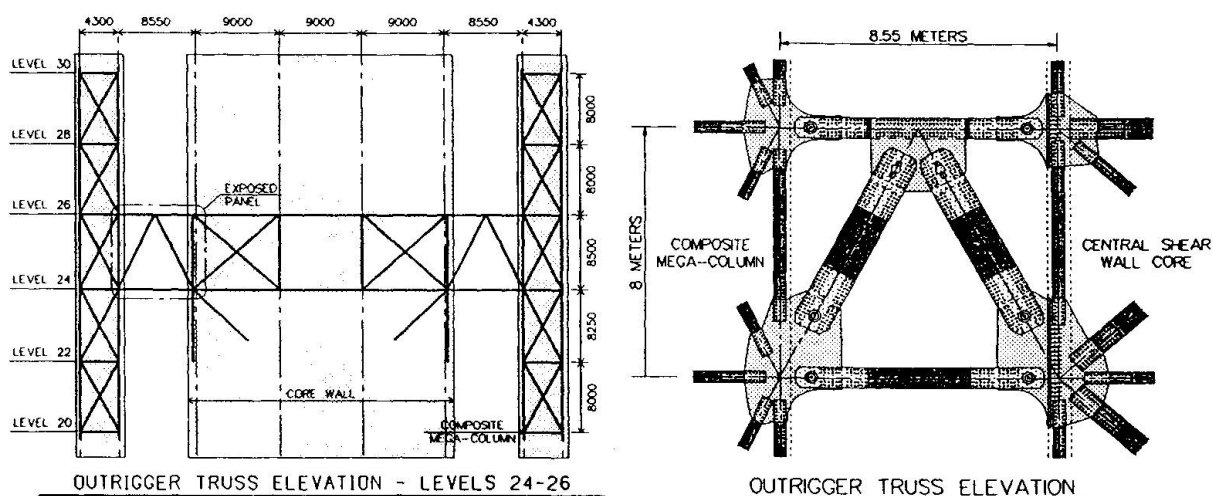 4300 8550 9000 9000 9000 8550 4300
LEVEL 30
LEVEL 28
LEVEL 26
LEVEL 24
LEVEL 22
LEVEL 20
EXPOSED
PANEL
8000
8000
8500
8250
8000
CORE WALL
COMPOSITE
MEGA-COLUMN
OUTRIGGER TRUSS ELEVATION - LEVELS 24-26
8.55 METERS
8 METERS
COMPOSITE
MEGA-COLUMN
CENTRAL SHEAR
WALL CORE
OUTRIGGER TRUSS ELEVATION